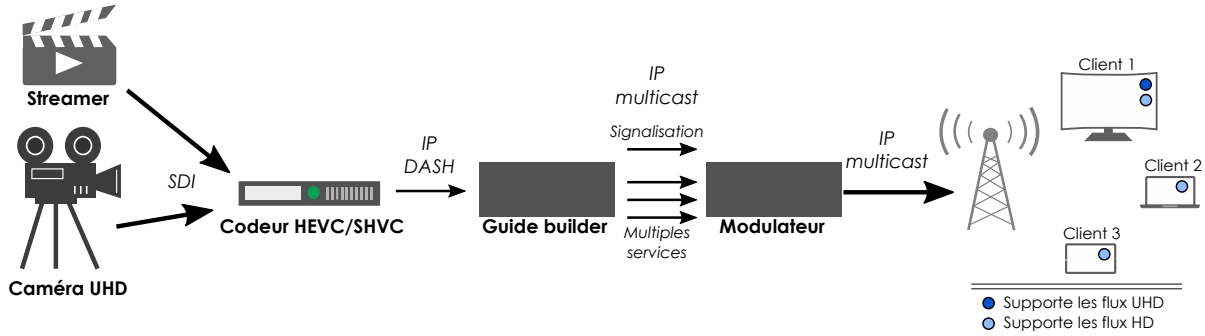 Streamer
Caméra UHD
SDI
Codeur HEVC/SHVC
IP
DASH
Guide builder
IP
multicast
Signalisation
Multiples
services
Modulateur
IP
multicast
Client 1
Client 2
Client 3
Supporte les flux UHD
Supporte les flux HD